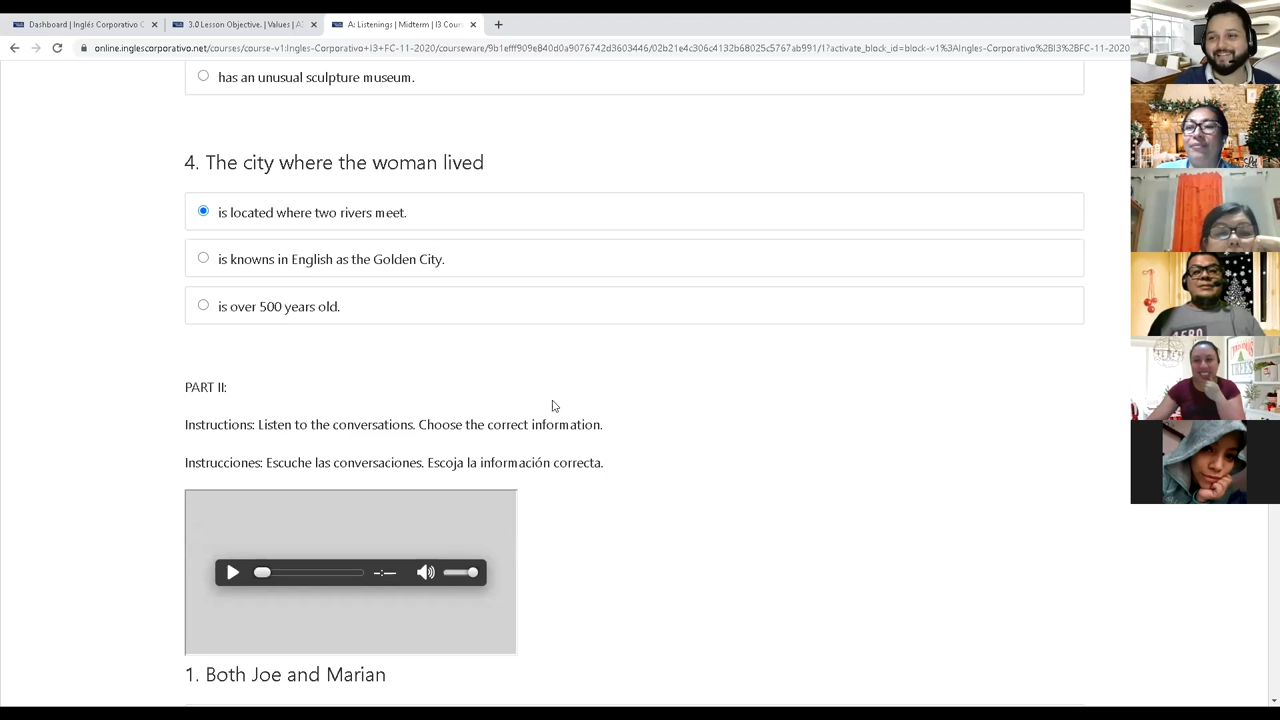 Dashboard | Inglés Corporativo C
3.0 Lesson Objective. | Values | A
A: Listenings | Midterm | I3 Cour
online.inglescorporativo.net/courses/course-v1:Ingles-Corporativo+I3+FC-11-2020/courseware/9b1efff909e840d0a9076742d3603446/02b21e4c306c4132b68025c5767ab991/1?activate_block_id=block-v1%3AIngles-Corporativo%2BI3%2BFC-11-2020
has an unusual sculpture museum.
4. The city where the woman lived
is located where two rivers meet.
is knowns in English as the Golden City.
is over 500 years old.
PART II:
Instructions: Listen to the conversations. Choose the correct information.
Instrucciones: Escuche las conversaciones. Escoja la información correcta.
-:--
1. Both Joe and Marian